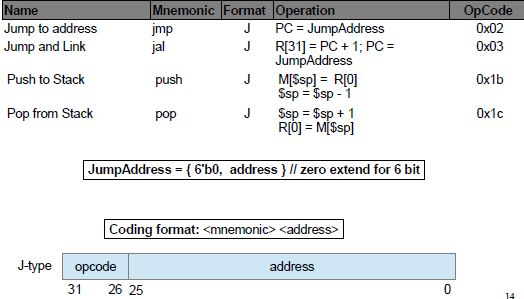 Name Mnemonic Format Operation OpCode
Jump to address jmp J PC = JumpAddress 0x02
Jump and Link jal J R[31] = PC + 1; PC = 0x03
JumpAddress
Push to Stack push J M[$sp] = R[0] 0x1b
$sp = $sp - 1
Pop from Stack pop J $sp = $sp + 1 0x1c
R[0] = M[$sp]
JumpAddress = { 6'b0, address } // zero extend for 6 bit
Coding format: <mnemonic> <address>
J-type opcode address
31 26 25 0
14